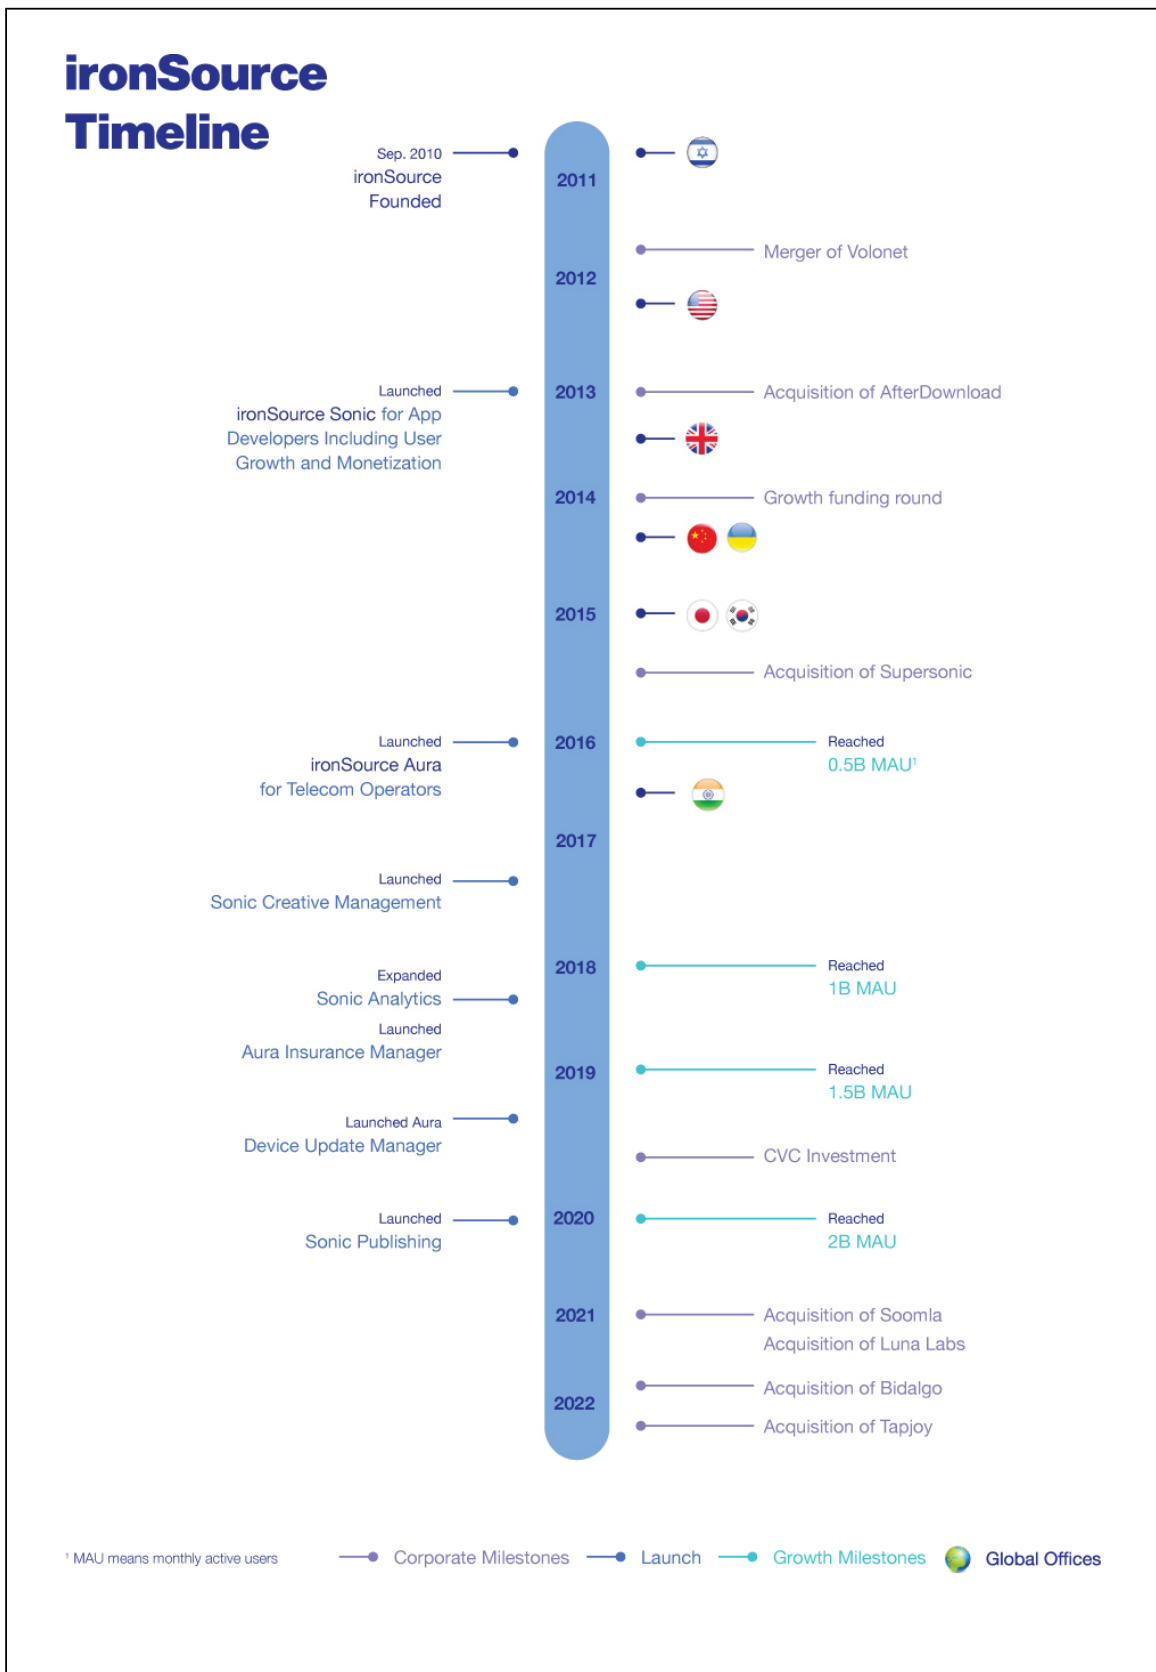 ironSource
Timeline
Sep. 2010
ironSource
Founded
2011
Merger of Volonet
2012
Launched
ironSource Sonic for App
Developers Including User
Growth and Monetization
2013
Acquisition of AfterDownload
2014
Growth funding round
2015
Acquisition of Supersonic
Launched
ironSource Aura
for Telecom Operators
2016
Reached
0.5B MAU¹
2017
Launched
Sonic Creative Management
2018
Reached
1B MAU
Expanded
Sonic Analytics
Launched
Aura Insurance Manager
2019
Reached
1.5B MAU
Launched Aura
Device Update Manager
CVC Investment
Launched
Sonic Publishing
2020
Reached
2B MAU
2021
Acquisition of Soomla
Acquisition of Luna Labs
Acquisition of Bidalgo
2022
Acquisition of Tapjoy
¹ MAU means monthly active users
Corporate Milestones
Launch
Growth Milestones
Global Offices